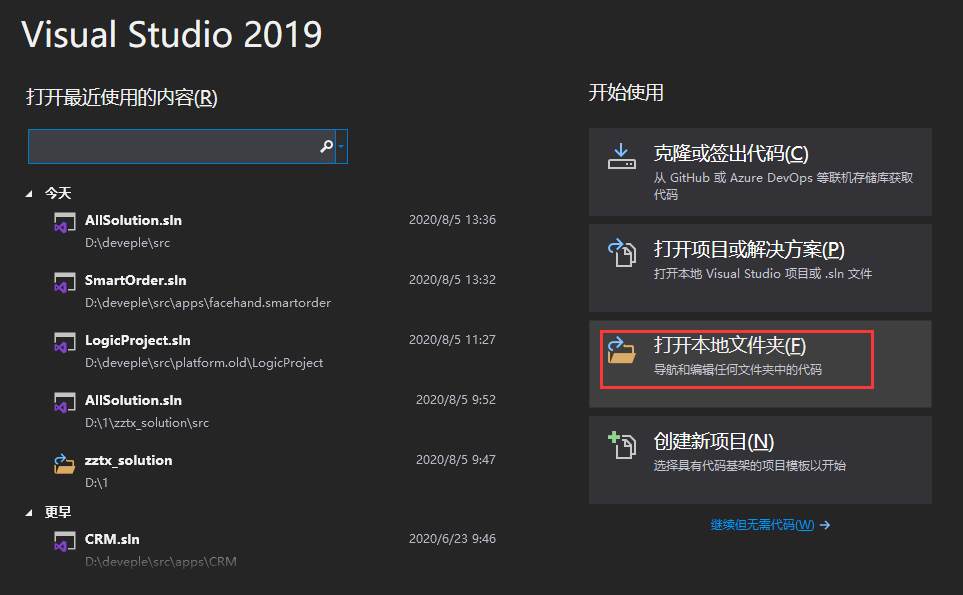 Visual Studio 2019
打开最近使用的内容(R)
今天
AllSolution.sln 2020/8/5 13:36
D:\deveple\src
SmartOrder.sln 2020/8/5 13:32
D:\deveple\src\apps\facehand.smartorder
LogicProject.sln 2020/8/5 11:27
D:\deveple\src\platform.old\LogicProject
AllSolution.sln 2020/8/5 9:52
D:\1\zztx_solution\src
zztx_solution 2020/8/5 9:47
D:\1
更早
CRM.sln 2020/6/23 9:46
D:\deveple\src\apps\CRM
开始使用
克隆或签出代码(C)
从 GitHub 或 Azure DevOps 等联机存储库获取
代码
打开项目或解决方案(P)
打开本地 Visual Studio 项目或 .sln 文件
打开本地文件夹(F)
导航和编辑任何文件夹中的代码
创建新项目(N)
选择具有代码基架的项目模板以开始
继续但无需代码(W) →